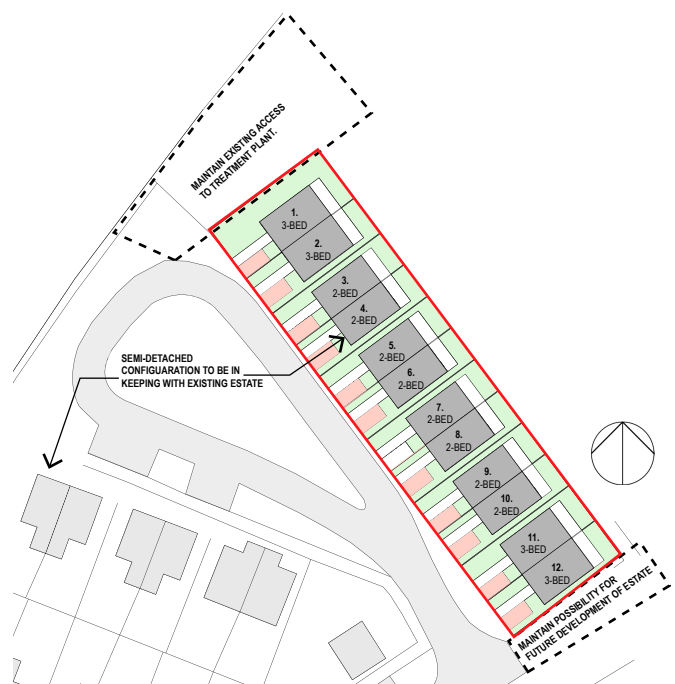 MAINTAIN EXISTING ACCESS
TO TREATMENT PLANT.
1.
3-BED
2.
3-BED
3.
2-BED
4.
2-BED
SEMI-DETACHED
CONFIGUARATION TO BE IN
KEEPING WITH EXISTING ESTATE
5.
2-BED
6.
2-BED
7.
2-BED
8.
2-BED
9.
2-BED
10.
2-BED
11.
3-BED
12.
3-BED
MAINTAIN POSSIBILITY FOR
FUTURE DEVELOPMENT OF ESTATE